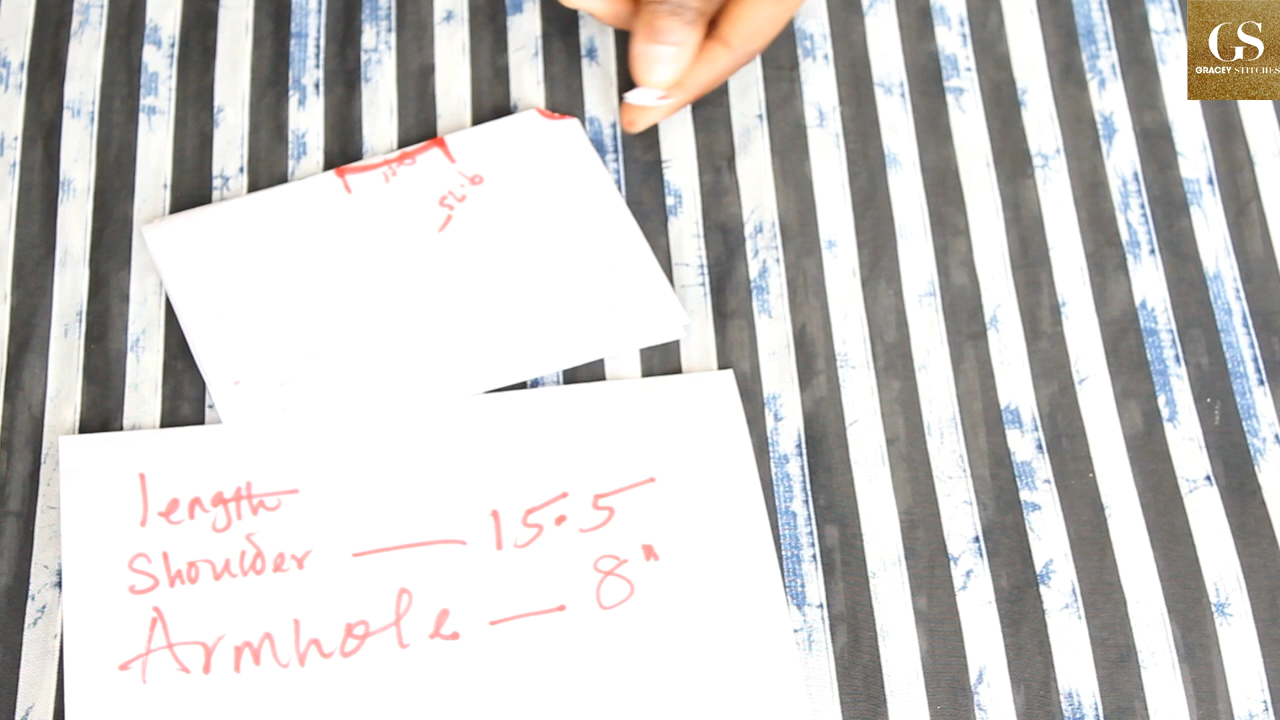 GS
GRACEY STITCHES
length
Shoulder — 15.5
Armhole — 8"